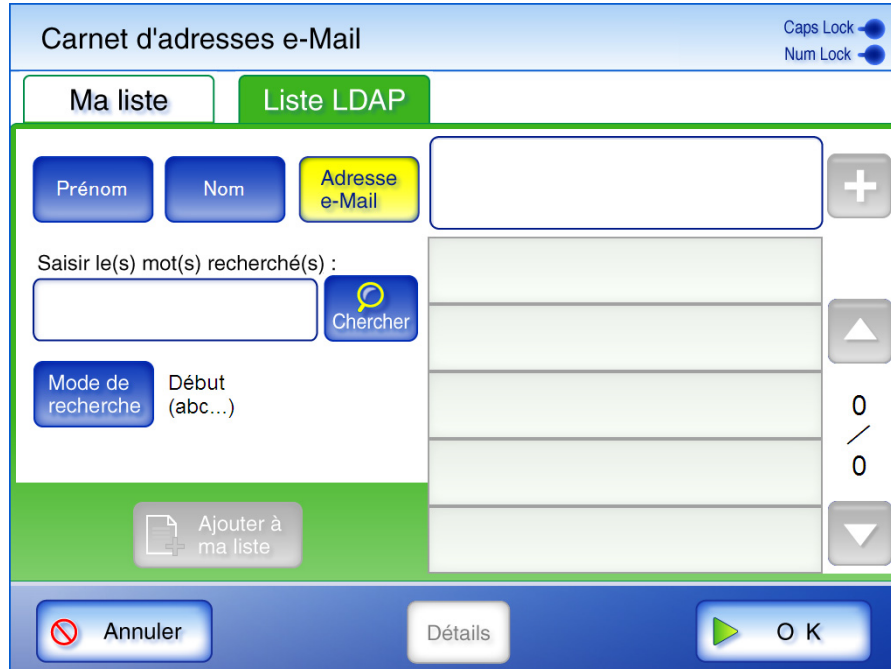 Carnet d'adresses e-Mail
Caps Lock
Num Lock
Ma liste
Liste LDAP
Prénom
Nom
Adresse
e-Mail
Saisir le(s) mot(s) recherché(s) :
Chercher
Mode de
recherche
Début
(abc...)
0
/
0
Ajouter à
ma liste
Annuler
Détails
O K